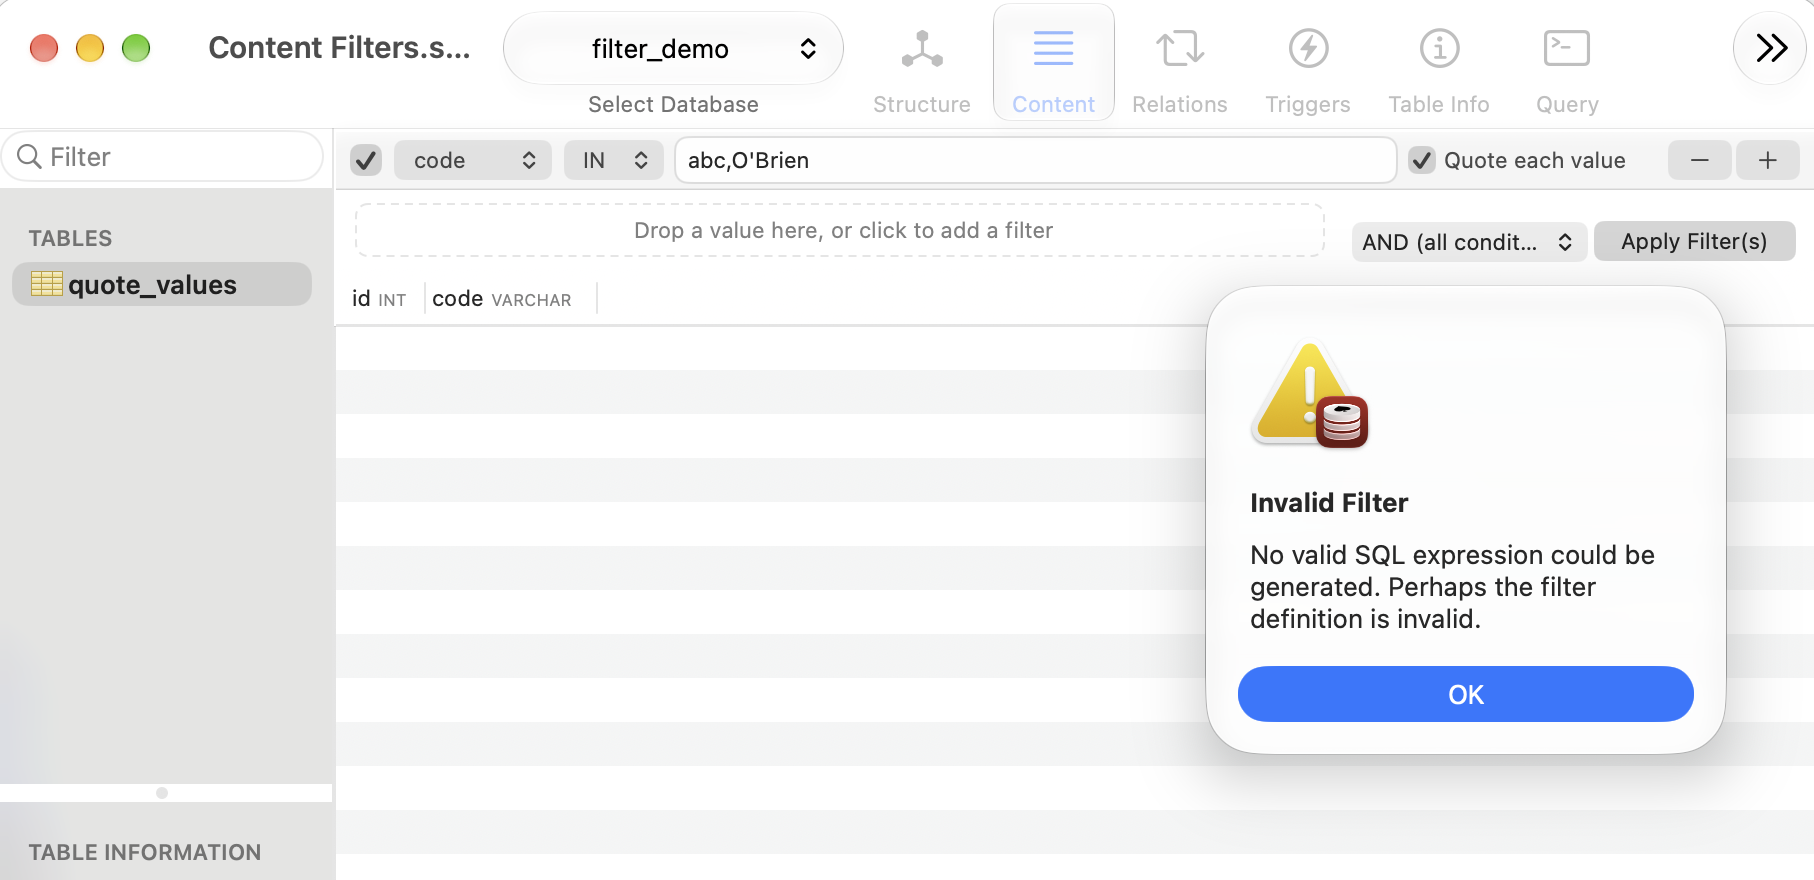 Content Filters.s...
filter_demo
Select Database
Structure
Content
Relations
Triggers
Table Info
Query
Filter
code
IN
abc,O'Brien
Quote each value
Drop a value here, or click to add a filter
AND (all condit...
Apply Filter(s)
TABLES
quote_values
id INT
code VARCHAR
Invalid Filter
No valid SQL expression could be
generated. Perhaps the filter
definition is invalid.
OK
TABLE INFORMATION